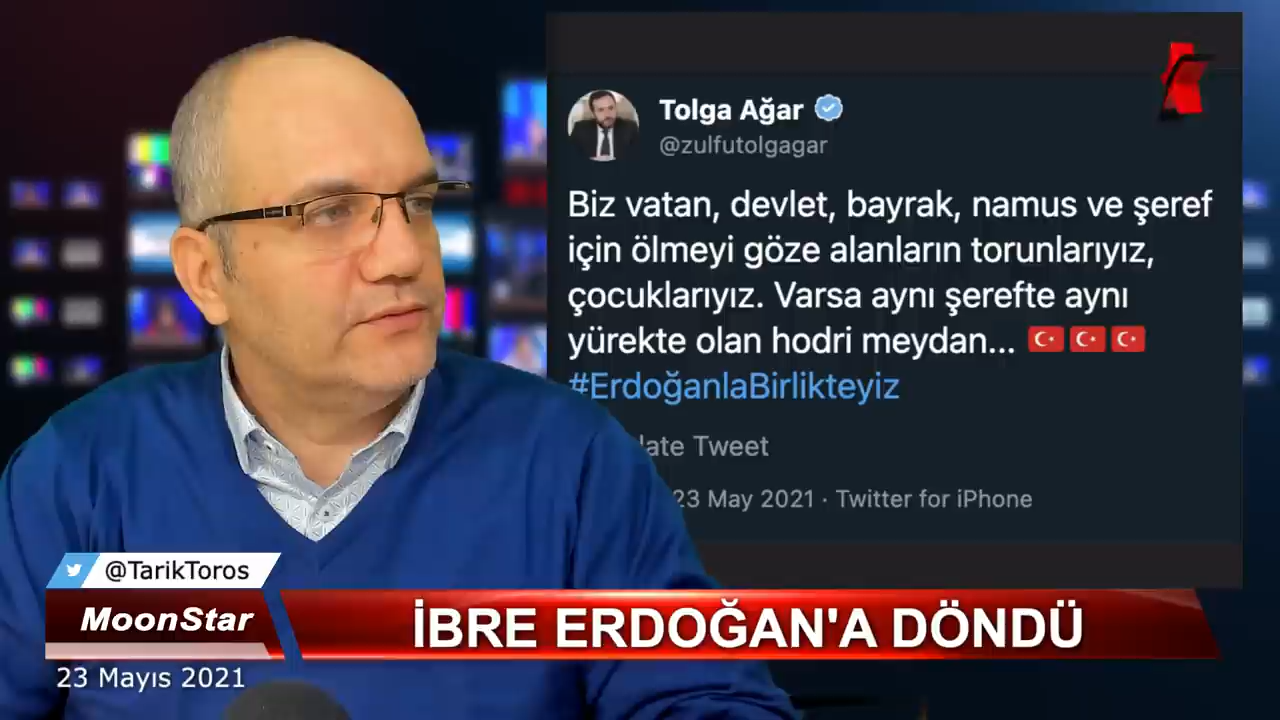 Tolga Ağar
@zulfutolgagar
Biz vatan, devlet, bayrak, namus ve şeref
için ölmeyi göze alanların torunlarıyız,
çocuklarıyız. Varsa aynı şerefte aynı
yürekte olan hodri meydan...
#ErdoğanlaBirlikteyiz
Tweet
23 May 2021 · Twitter for iPhone
@TarikToros
MoonStar
İBRE ERDOĞAN'A DÖNDÜ
23 Mayıs 2021